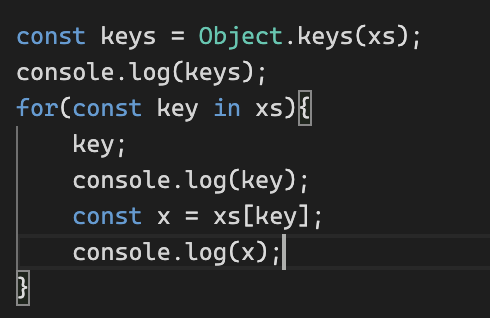 const keys = Object.keys(xs);
console.log(keys);
for(const key in xs){
    key;
    console.log(key);
    const x = xs[key];
    console.log(x);
}